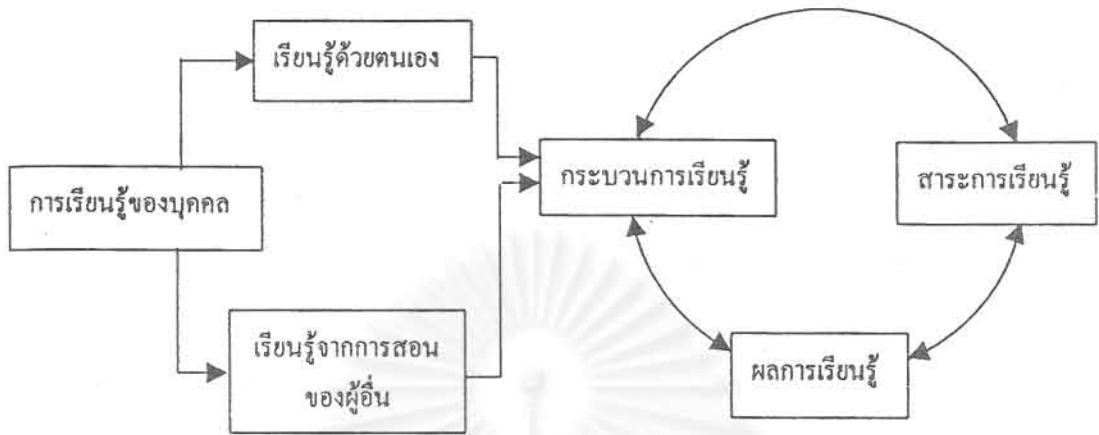 เรียนรู้ด้วยตนเอง
การเรียนรู้ของบุคคล
กระบวนการเรียนรู้
สาระการเรียนรู้
เรียนรู้จากการสอน
ของผู้อื่น
ผลการเรียนรู้